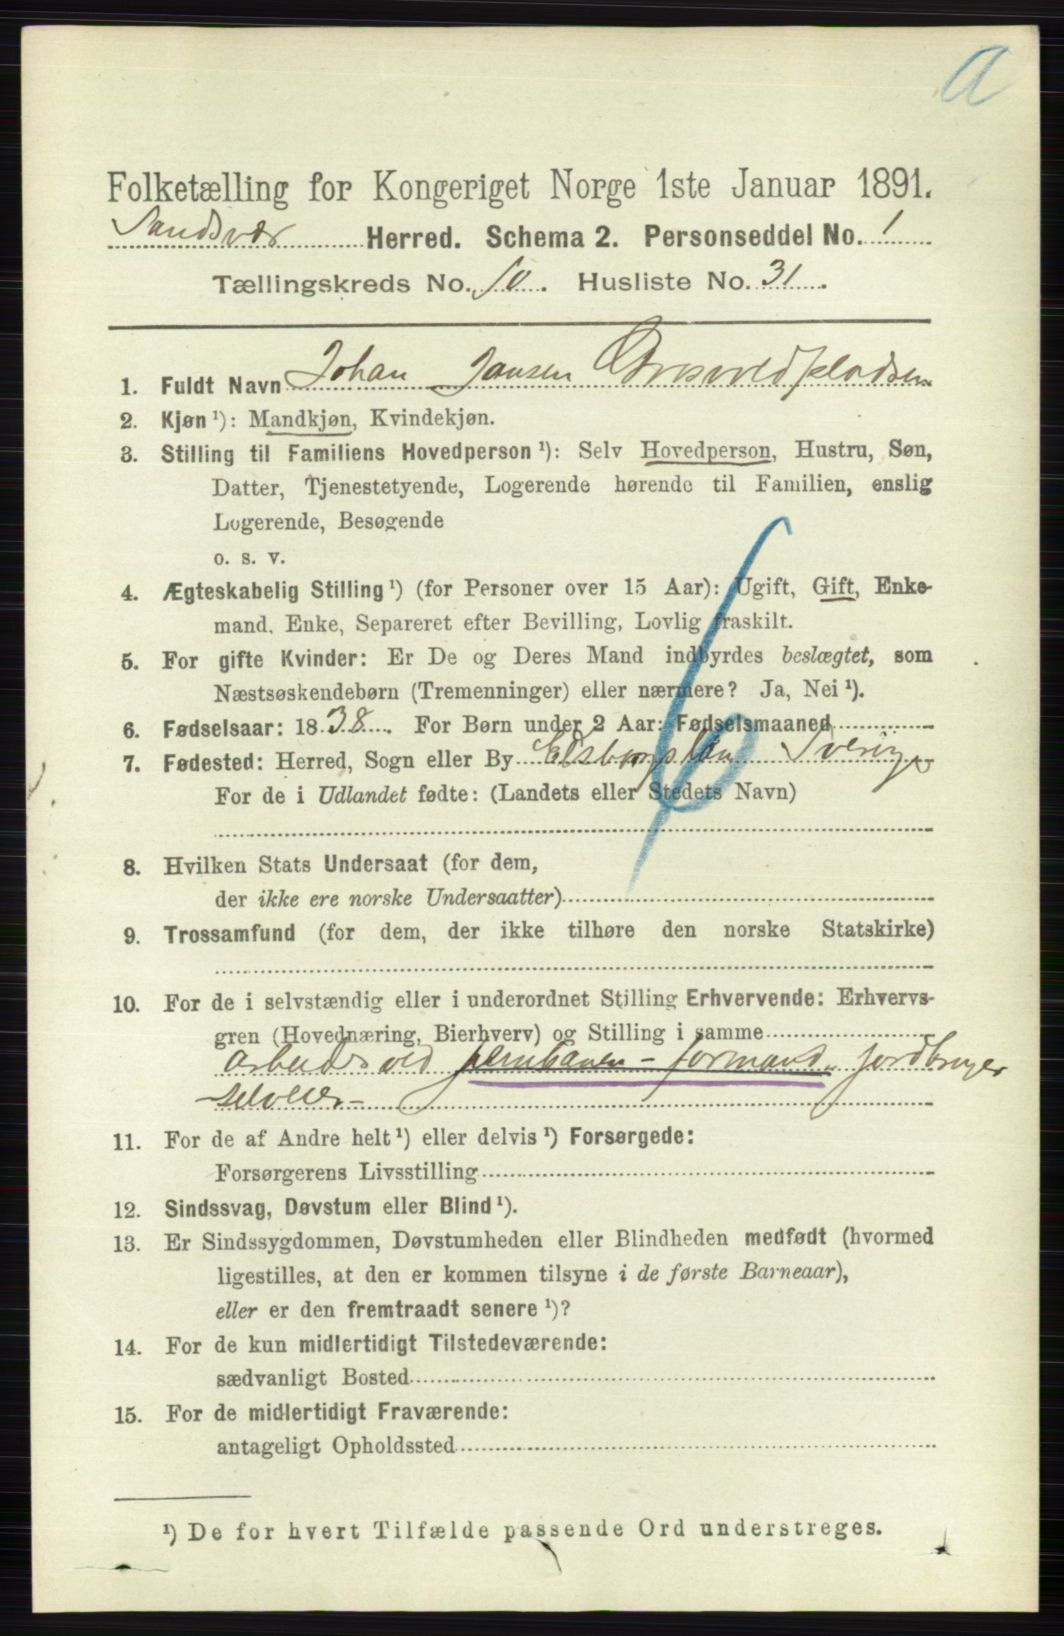 a
Folketælling for Kongeriget Norge 1ste Januar 1891.
Sandsvær Herred. Schema 2. Personseddel No. 1
Tællingskreds No. 10. Husliste No. 31.
1. Fuldt Navn Johan Jansen
2. Kjøn ¹): Mandkjøn, Kvindekjøn.
3. Stilling til Familiens Hovedperson ¹): Selv Hovedperson, Hustru, Søn,
Datter, Tjenestetyende, Logerende hørende til Familien, enslig
Logerende, Besøgende
o. s. v.
4. Ægteskabelig Stilling ¹) (for Personer over 15 Aar): Ugift, Gift, Enke-
mand, Enke, Separeret efter Bevilling, Lovlig fraskilt.
5. For gifte Kvinder: Er De og Deres Mand indbyrdes beslægtet, som
Næstsøskendebørn (Tremenninger) eller nærmere? Ja, Nei ¹).
6. Fødselsaar: 1838. For Børn under 2 Aar: Fødselsmaaned
7. Fødested: Herred, Sogn eller By Elsborgslän Sverige
For de i Udlandet fødte: (Landets eller Stedets Navn)
8. Hvilken Stats Undersaat (for dem,
der ikke ere norske Undersaatter)
9. Trossamfund (for dem, der ikke tilhøre den norske Statskirke)
10. For de i selvstændig eller i underordnet Stilling Erhvervende: Erhvervs-
gren (Hovednæring, Bierhverv) og Stilling i samme
arbeids ved jernbanen - formand. jordbruger
- selveier -
11. For de af Andre helt ¹) eller delvis ¹) Forsørgede:
Forsørgerens Livsstilling
12. Sindssvag, Døvstum eller Blind ¹).
13. Er Sindssygdommen, Døvstumheden eller Blindheden medfødt (hvormed
ligestilles, at den er kommen tilsyne i de første Barneaar),
eller er den fremtraadt senere ¹)?
14. For de kun midlertidigt Tilstedeværende:
sædvanligt Bosted
15. For de midlertidigt Fraværende:
antageligt Opholdssted
¹) De for hvert Tilfælde passende Ord understreges.